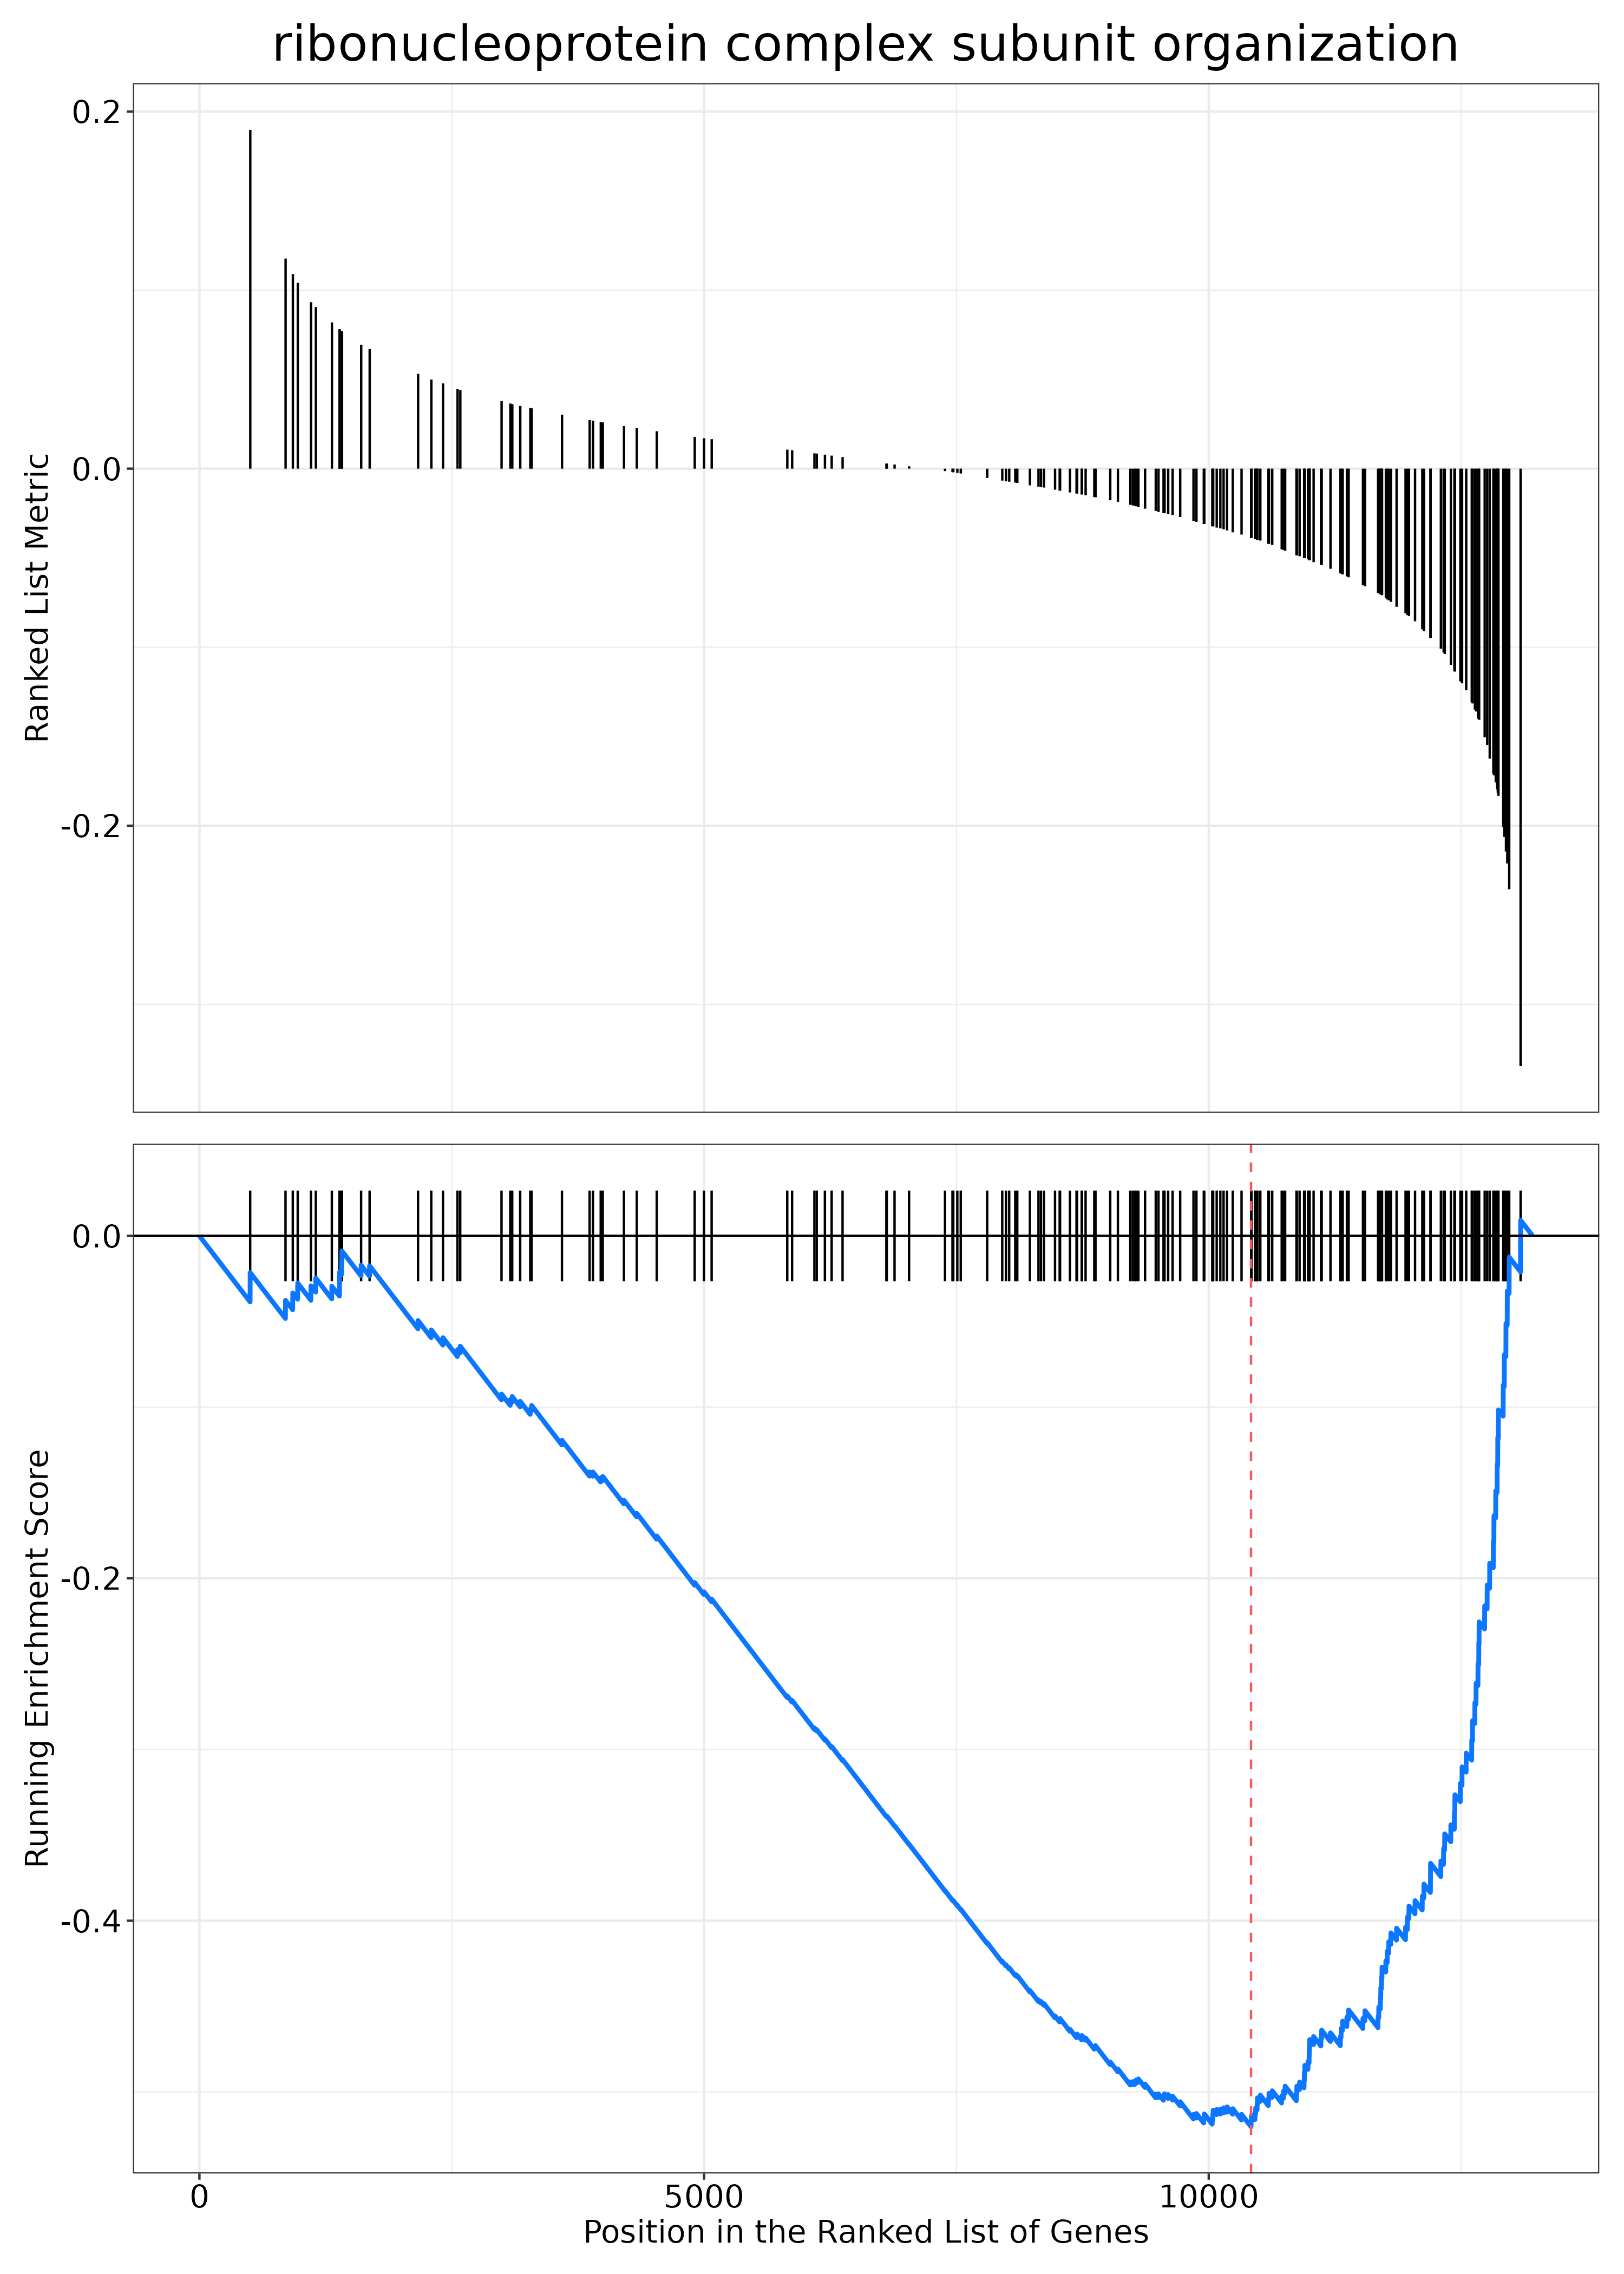 ribonucleoprotein complex subunit organization
0.2
0.0
-0.2
Ranked List Metric
0.0
-0.2
-0.4
Running Enrichment Score
0 5000 10000
Position in the Ranked List of Genes